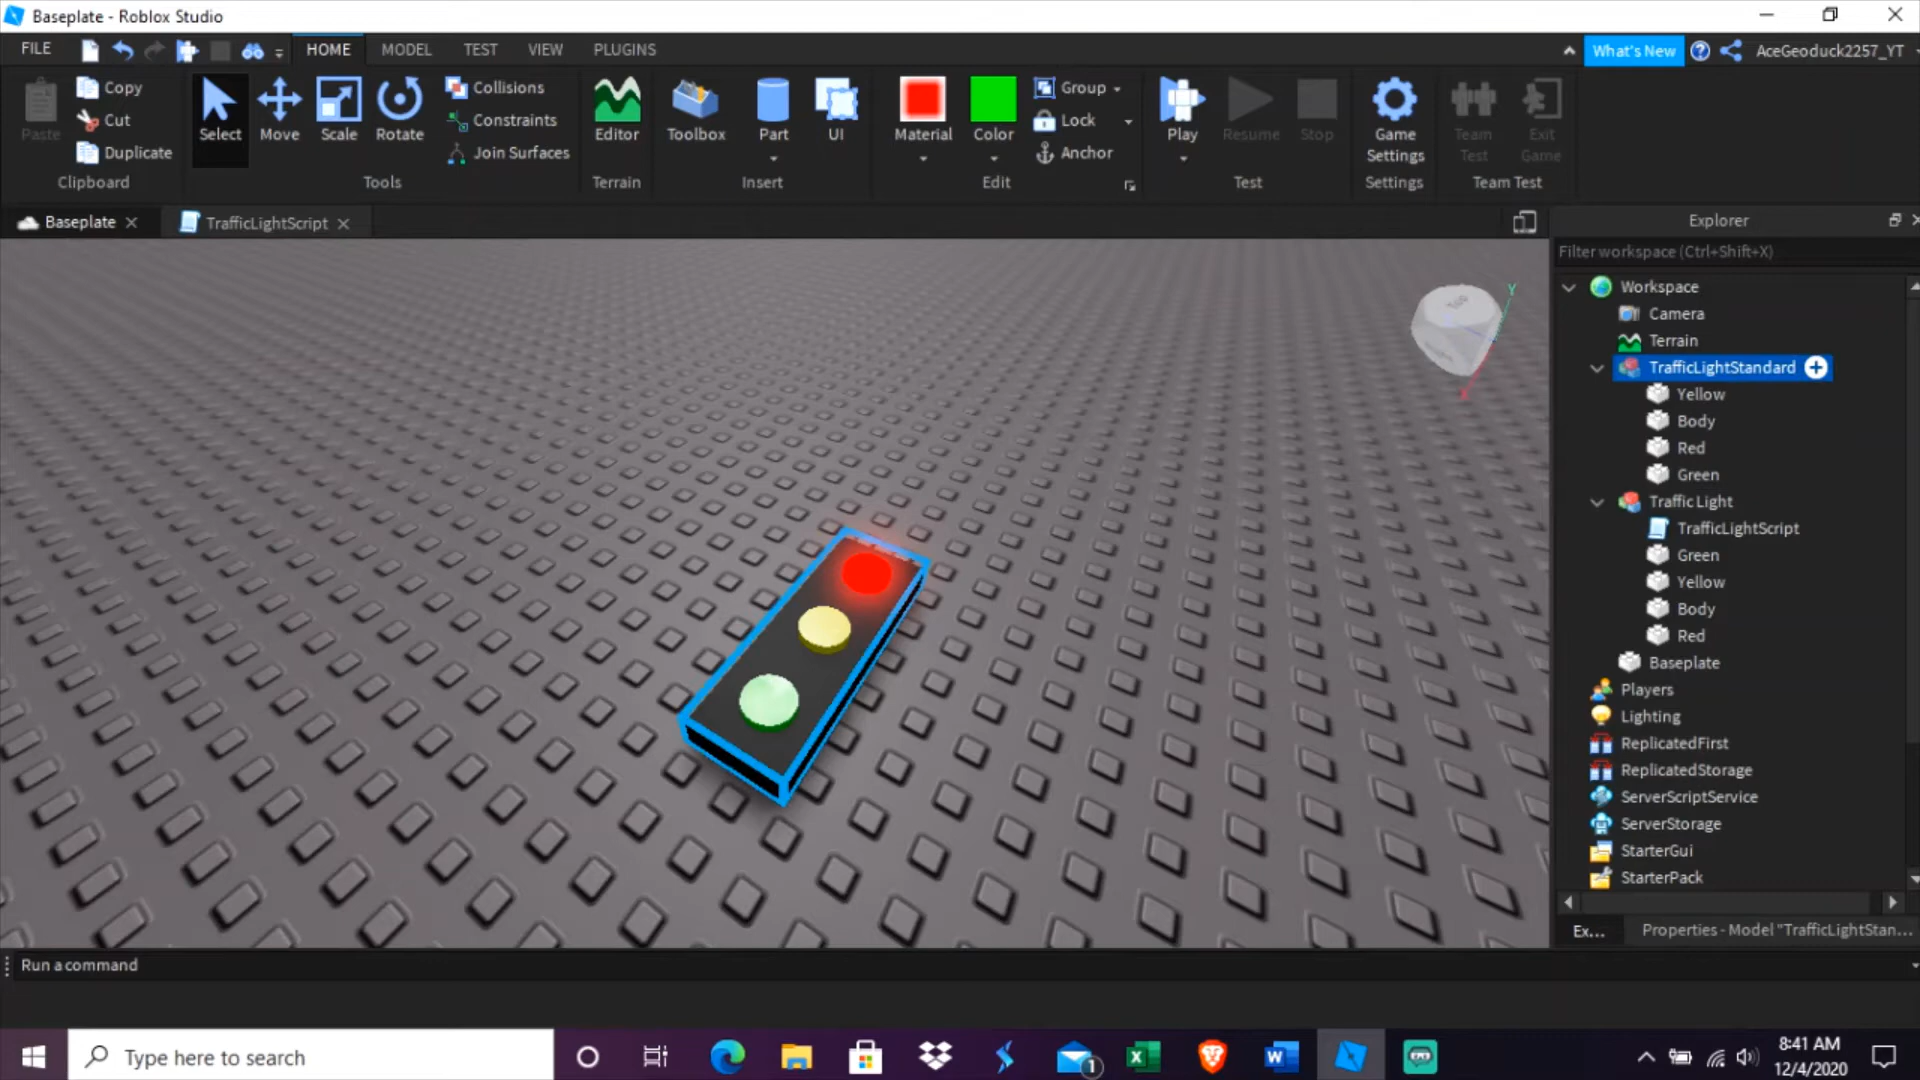 Baseplate - Roblox Studio
FILE HOME MODEL TEST VIEW PLUGINS What's New AceGeoduck2257_YT
Paste Copy Cut Duplicate
Clipboard
Select Move Scale Rotate Collisions Constraints Join Surfaces
Tools
Editor
Terrain
Toolbox Part UI
Insert
Material Color Group Lock Anchor
Edit
Play Resume Stop
Test
Game Settings
Settings
Team Test Exit Game
Team Test
Baseplate TrafficLightScript
Explorer
Filter workspace (Ctrl+Shift+X)
Workspace
Camera
Terrain
TrafficLightStandard
Yellow
Body
Red
Green
Traffic Light
TrafficLightScript
Green
Yellow
Body
Red
Baseplate
Players
Lighting
ReplicatedFirst
ReplicatedStorage
ServerScriptService
ServerStorage
StarterGui
StarterPack
Ex... Properties - Model "TrafficLightStan...
Y
Run a command
Type here to search
1
8:41 AM
12/4/2020